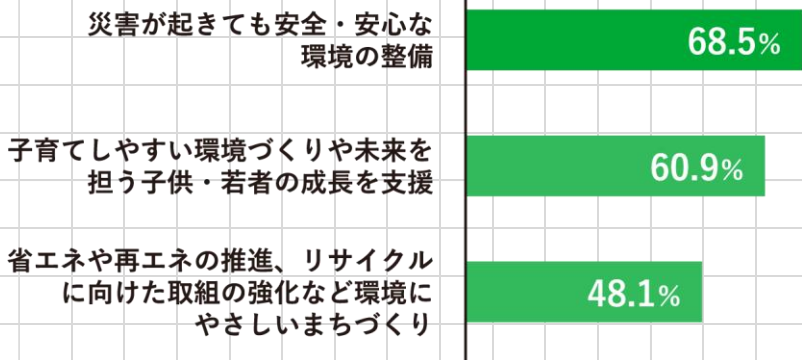 災害が起きても安全・安心な
環境の整備
68.5%
子育てしやすい環境づくりや未来を
担う子供・若者の成長を支援
60.9%
省エネや再エネの推進、リサイクル
に向けた取組の強化など環境に
やさしいまちづくり
48.1%